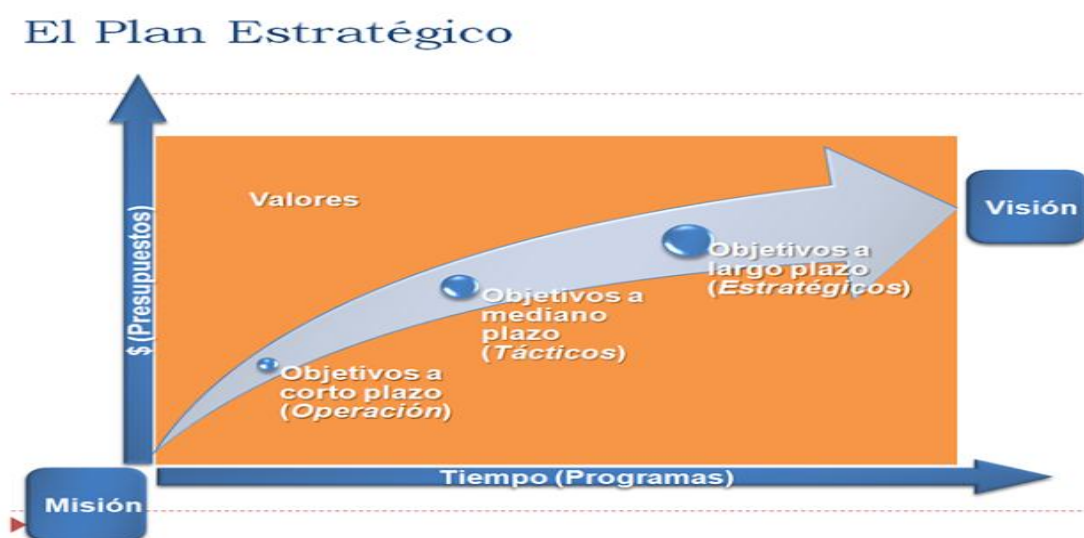 El Plan Estratégico
$ (Presupuestos)
Valores
Visión
Objetivos a
largo plazo
(Estratégicos)
Objetivos a
mediano
plazo
(Tácticos)
Objetivos a
corto plazo
(Operación)
Tiempo (Programas)
Misión